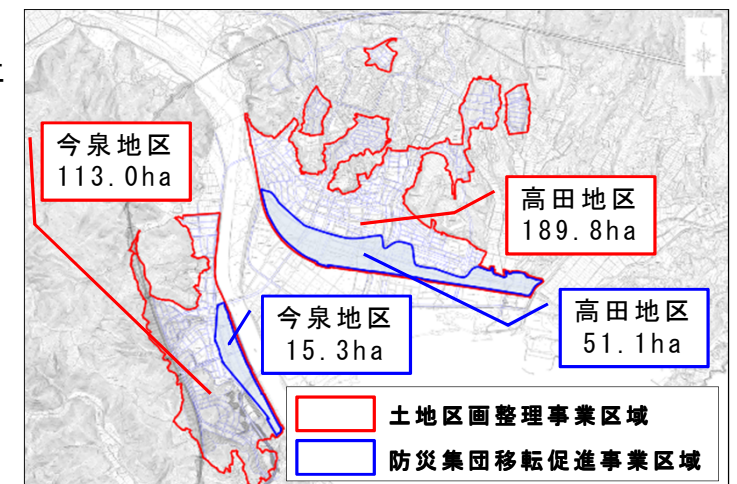 今泉地区
113.0ha
高田地区
189.8ha
今泉地区
15.3ha
高田地区
51.1ha
土地区画整理事業区域
防災集団移転促進事業区域